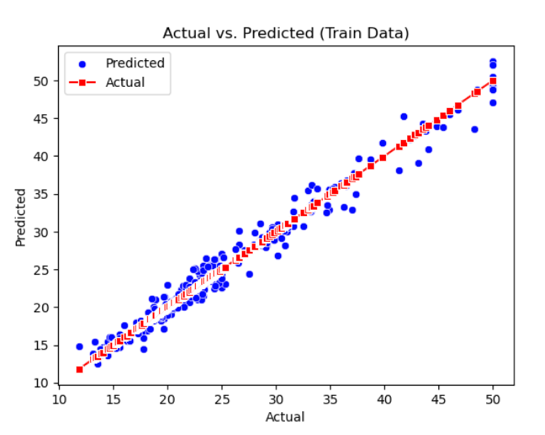 Actual vs. Predicted (Train Data)
Predicted
Actual
50
45
40
35
30
25
20
15
10
Predicted
10 15 20 25 30 35 40 45 50
Actual